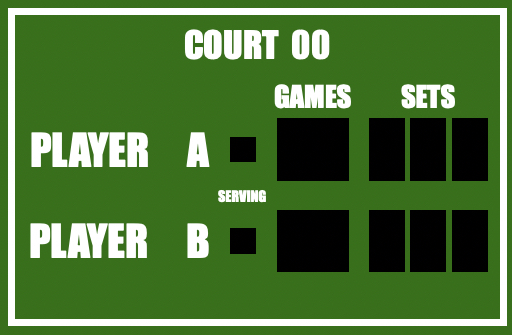 COURT 00
GAMES SETS
PLAYER A
SERVING
PLAYER B